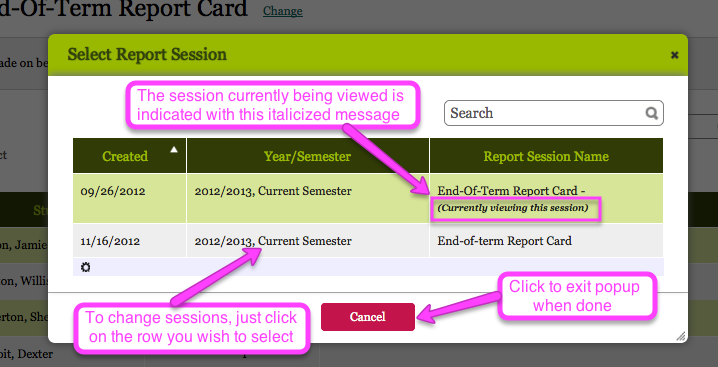 d-Of-Term Report Card Change
Select Report Session
ade on be
The session currently being viewed is
indicated with this italicized message
Search
ct
Created Year/Semester Report Session Name
09/26/2012 2012/2013, Current Semester End-Of-Term Report Card -
(Currently viewing this session)
St
on, Jamie
11/16/2012 2012/2013, Current Semester End-of-term Report Card
on, Willis
erton, She
To change sessions, just click
on the row you wish to select
Cancel
Click to exit popup
when done
oit, Dexter